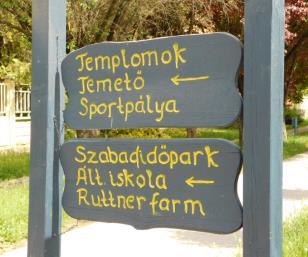 Templomok
Temető ←
Sportpálya
Szabadidőpark
Ált. iskola ←
Ruttner farm